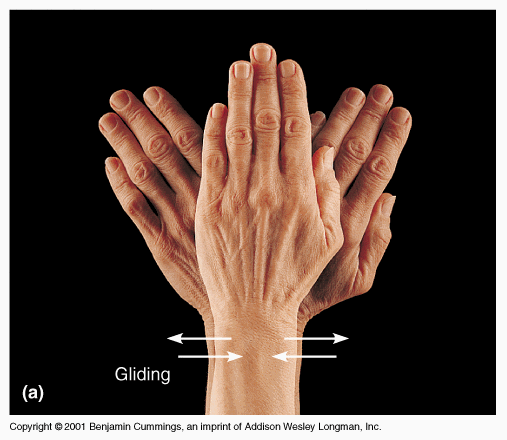 Gliding
(a)
Copyright © 2001 Benjamin Cummings, an imprint of Addison Wesley Longman, Inc.